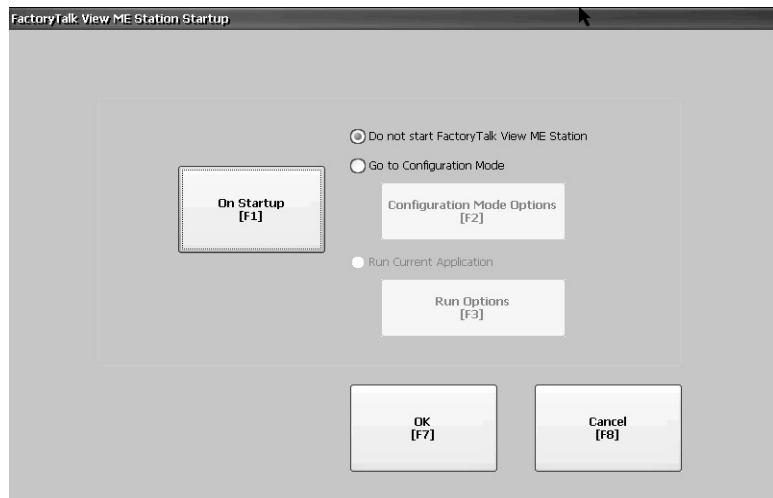 FactoryTalk View ME Station Startup
Do not start FactoryTalk View ME Station
Go to Configuration Mode
On Startup
[F1]
Configuration Mode Options
[F2]
Run Current Application
Run Options
[F3]
OK
[F7]
Cancel
[F8]